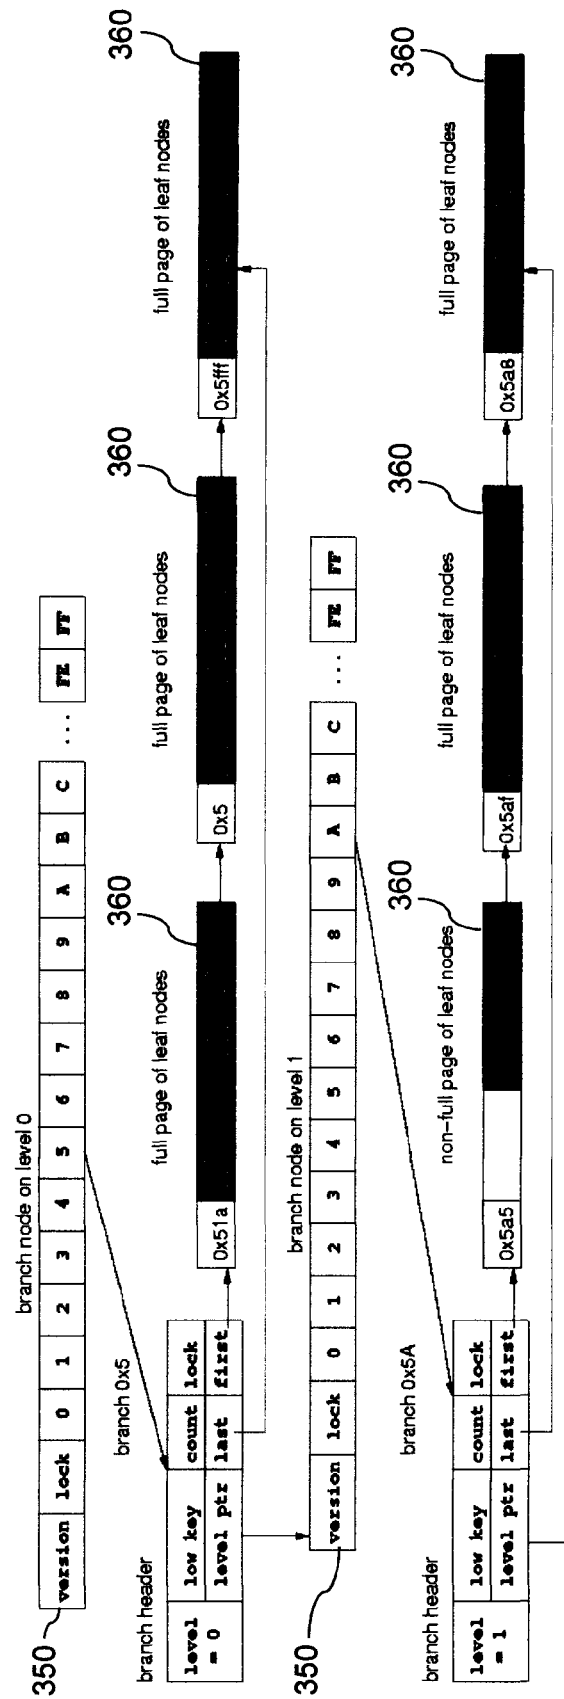 branch node on level 0
350
version lock 0 1 2 3 4 5 6 7 8 9 A B C ... FE FF
branch header
branch 0x5
level = 0
low key
count
lock
level ptr
last
first
full page of leaf nodes
360
0x51a
full page of leaf nodes
360
0x5
full page of leaf nodes
360
0x5fff
branch node on level 1
350
version lock 0 1 2 3 4 5 6 7 8 9 A B C ... FE FF
branch header
branch 0x5A
level = 1
low key
count
lock
level ptr
last
first
non-full page of leaf nodes
360
0x5a5
full page of leaf nodes
360
0x5af
full page of leaf nodes
360
0x5a8